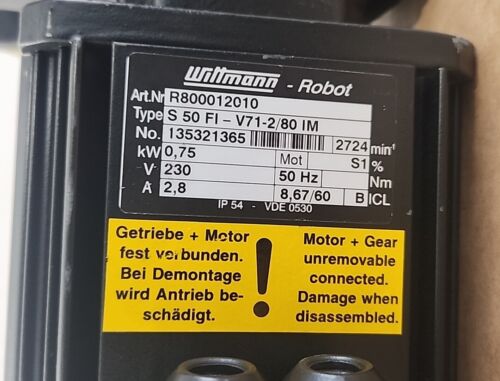 Wittmann - Robot
Art.Nr R800012010
Type S 50 FI - V71-2/80 IM
No. 135321365 2724 min-1
kW 0,75 Mot S1 %
V 230 50 Hz Nm
A 2,8 8,67/60 B ICL
IP 54 - VDE 0530
Getriebe + Motor
fest verbunden.
Bei Demontage
wird Antrieb be-
schädigt.
!
Motor + Gear
unremovable
connected.
Damage when
disassembled.